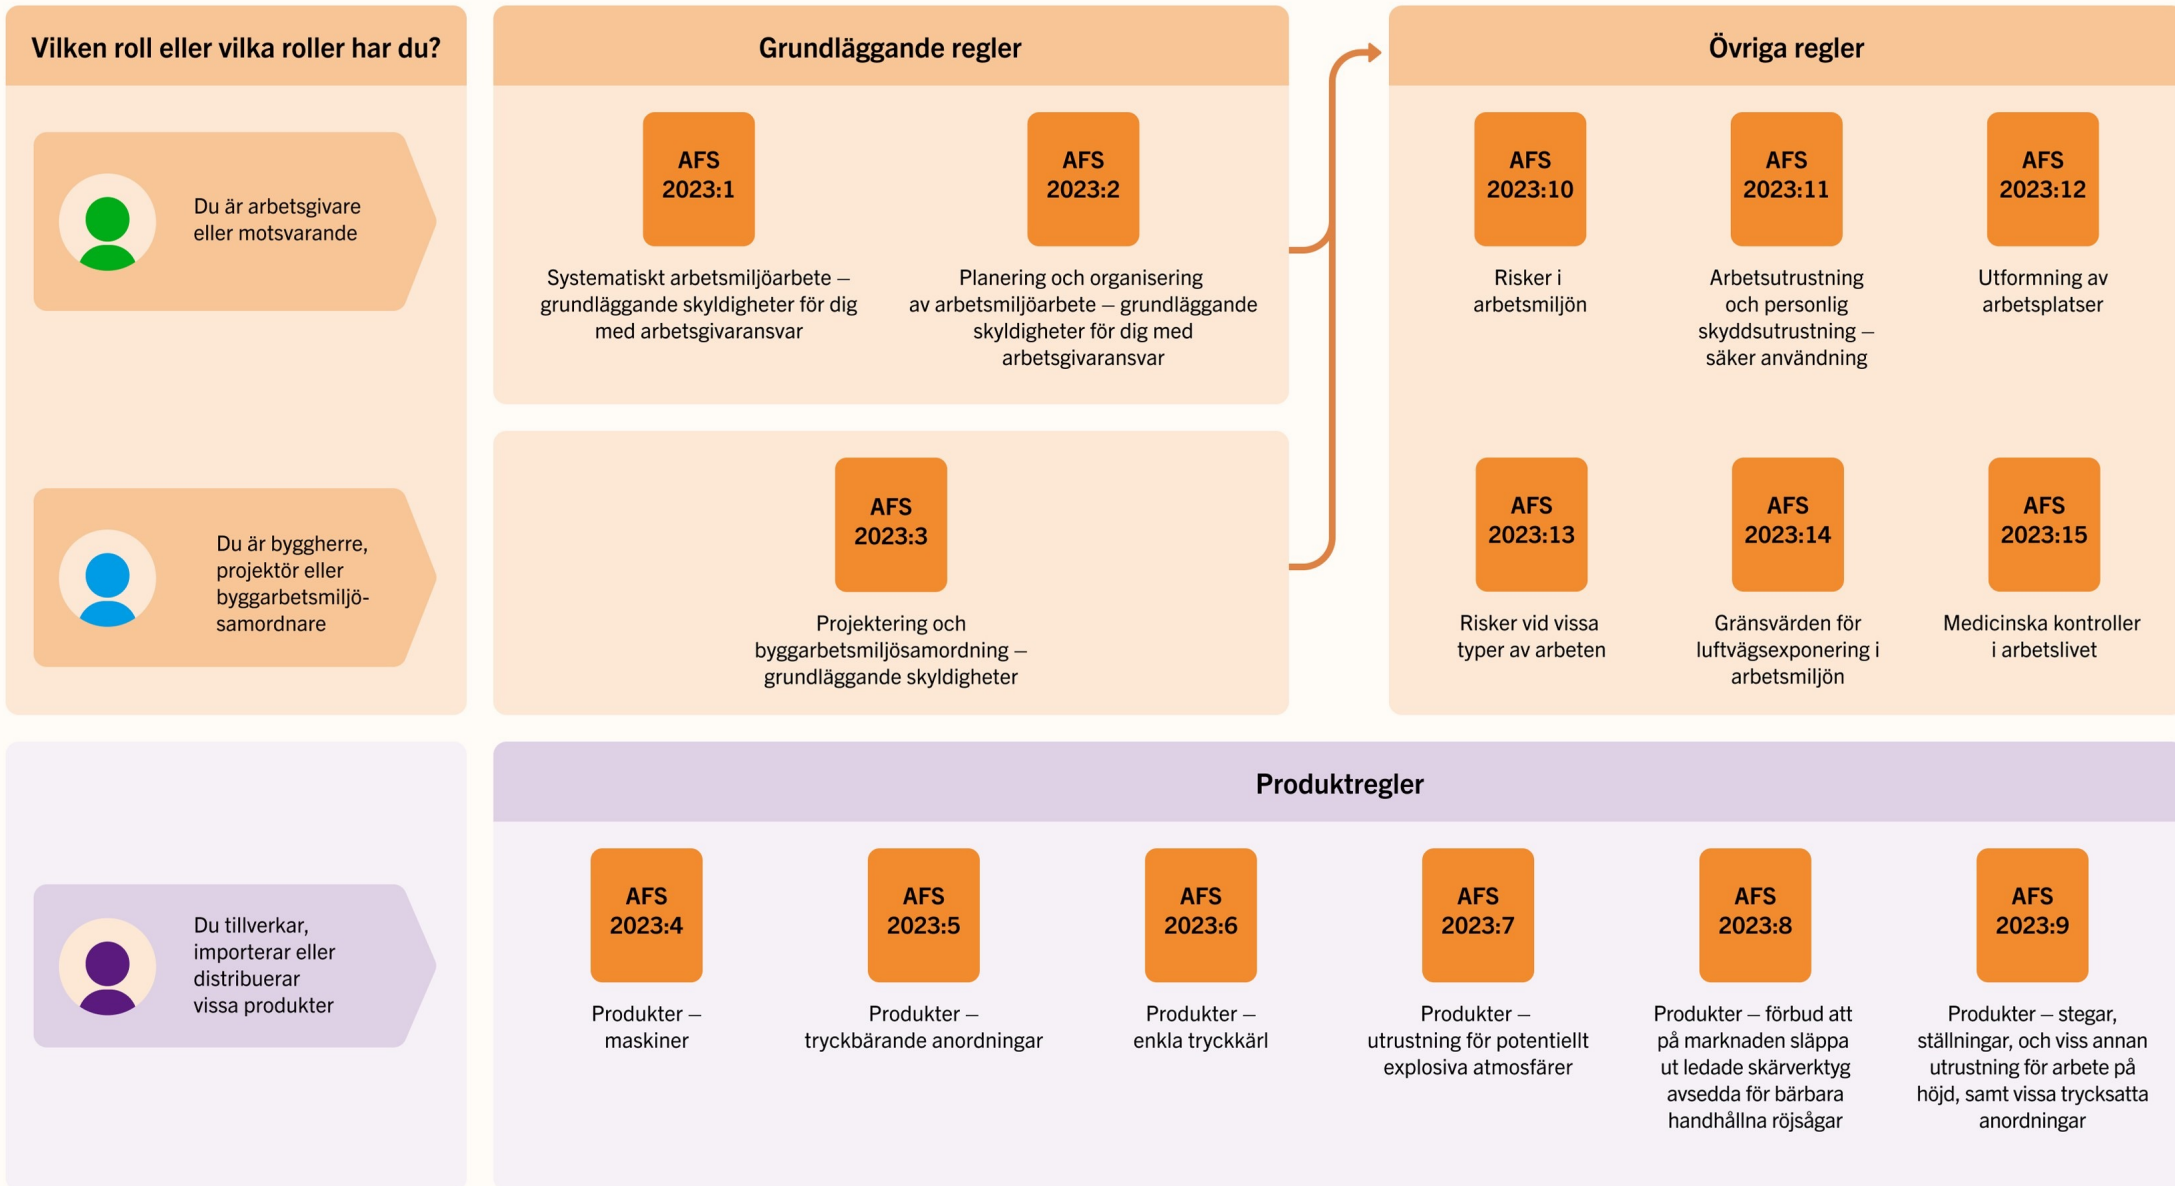 Vilken roll eller vilka roller har du?
Du är arbetsgivare
eller motsvarande
Du är byggherre,
projektör eller
byggarbetsmiljö-
samordnare
Grundläggande regler
AFS
2023:1
Systematiskt arbetsmiljöarbete –
grundläggande skyldigheter för dig
med arbetsgivaransvar
AFS
2023:2
Planering och organisering
av arbetsmiljöarbete – grundläggande
skyldigheter för dig med
arbetsgivaransvar
AFS
2023:3
Projektering och
byggarbetsmiljösamordning –
grundläggande skyldigheter
Övriga regler
AFS
2023:10
Risker i
arbetsmiljön
AFS
2023:11
Arbetsutrustning
och personlig
skyddsutrustning –
säker användning
AFS
2023:12
Utformning av
arbetsplatser
AFS
2023:13
Risker vid vissa
typer av arbeten
AFS
2023:14
Gränsvärden för
luftvägsexponering i
arbetsmiljön
AFS
2023:15
Medicinska kontroller
i arbetslivet
Du tillverkar,
importerar eller
distribuerar
vissa produkter
Produktregler
AFS
2023:4
Produkter –
maskiner
AFS
2023:5
Produkter –
tryckbärande anordningar
AFS
2023:6
Produkter –
enkla tryckkärl
AFS
2023:7
Produkter –
utrustning för potentiellt
explosiva atmosfärer
AFS
2023:8
Produkter – förbud att
på marknaden släppa
ut ledade skärverktyg
avsedda för bärbara
handhållna röjsågar
AFS
2023:9
Produkter – stegar,
ställningar, och viss annan
utrustning för arbete på
höjd, samt vissa trycksatta
anordningar